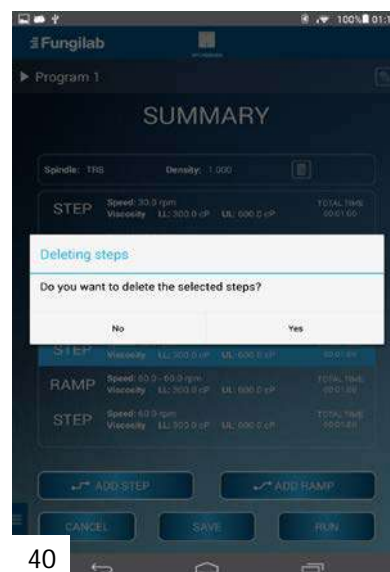 100% 01:1
Fungilab
Program 1
SUMMARY
Spindle: TR8 Density: 1.000
STEP Speed: 30.0 rpm TOTAL TIME
Viscosity LL: 300.0 cP UL: 600.0 cP 00:01:00
Deleting steps
Do you want to delete the selected steps?
No Yes
STEP Viscosity LL: 300.0 cP UL: 600.0 cP 00:01:00
RAMP Speed: 60.0 - 60.0 rpm TOTAL TIME
Viscosity LL: 300.0 cP UL: 600.0 cP 00:01:00
STEP Speed: 60.0 rpm TOTAL TIME
Viscosity LL: 300.0 cP UL: 600.0 cP 00:01:00
ADD STEP ADD RAMP
CANCEL SAVE RUN
40